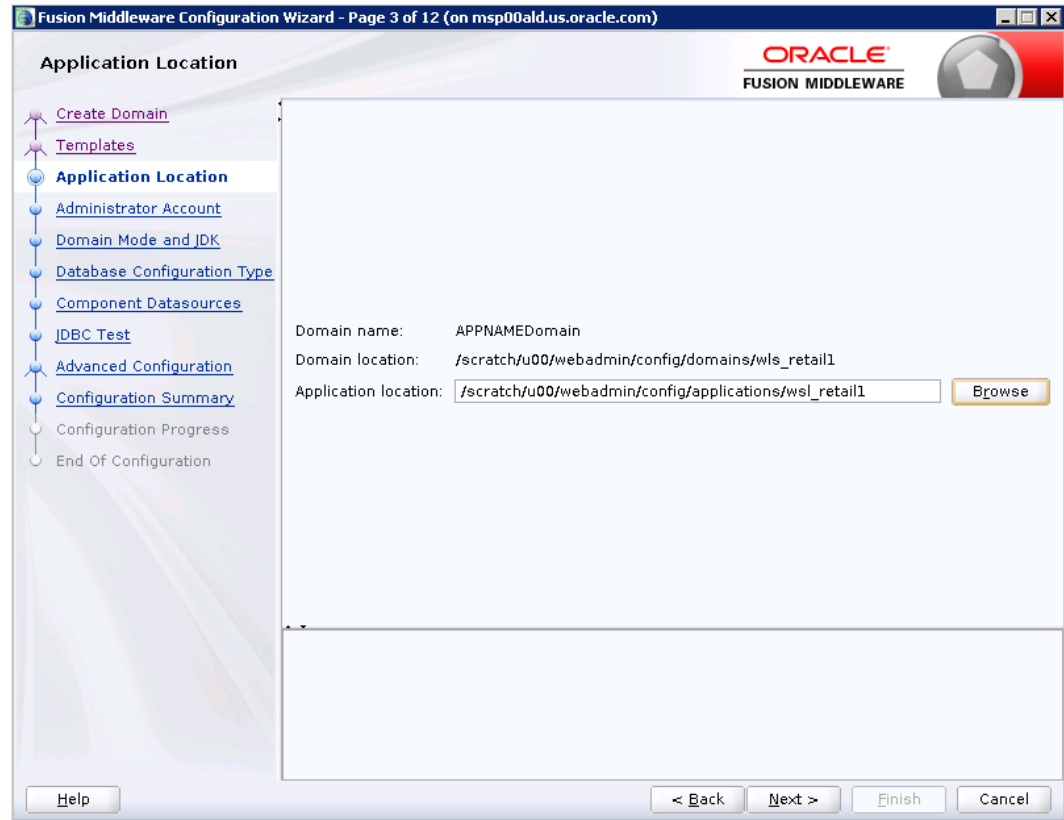 Fusion Middleware Configuration Wizard - Page 3 of 12 (on msp00ald.us.oracle.com)
Application Location
ORACLE
FUSION MIDDLEWARE
Create Domain
Templates
Application Location
Administrator Account
Domain Mode and JDK
Database Configuration Type
Component Datasources
JDBC Test
Advanced Configuration
Configuration Summary
Configuration Progress
End Of Configuration
Domain name: APPNAMEDomain
Domain location: /scratch/u00/webadmin/config/domains/wls_retail1
Application location: /scratch/u00/webadmin/config/applications/wsl_retail1 Browse
Help < Back Next > Finish Cancel